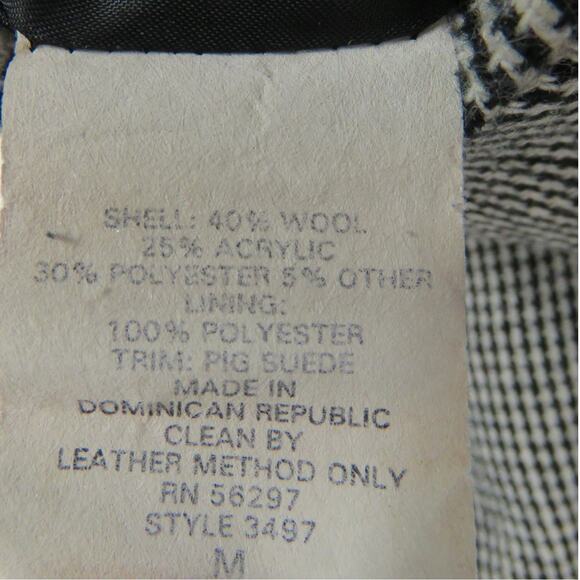 SHELL: 40% WOOL
25% ACRYLIC
30% POLYESTER 5% OTHER
LINING:
100% POLYESTER
TRIM: PIG SUEDE
MADE IN
DOMINICAN REPUBLIC
CLEAN BY
LEATHER METHOD ONLY
RN 56297
STYLE 3497
M